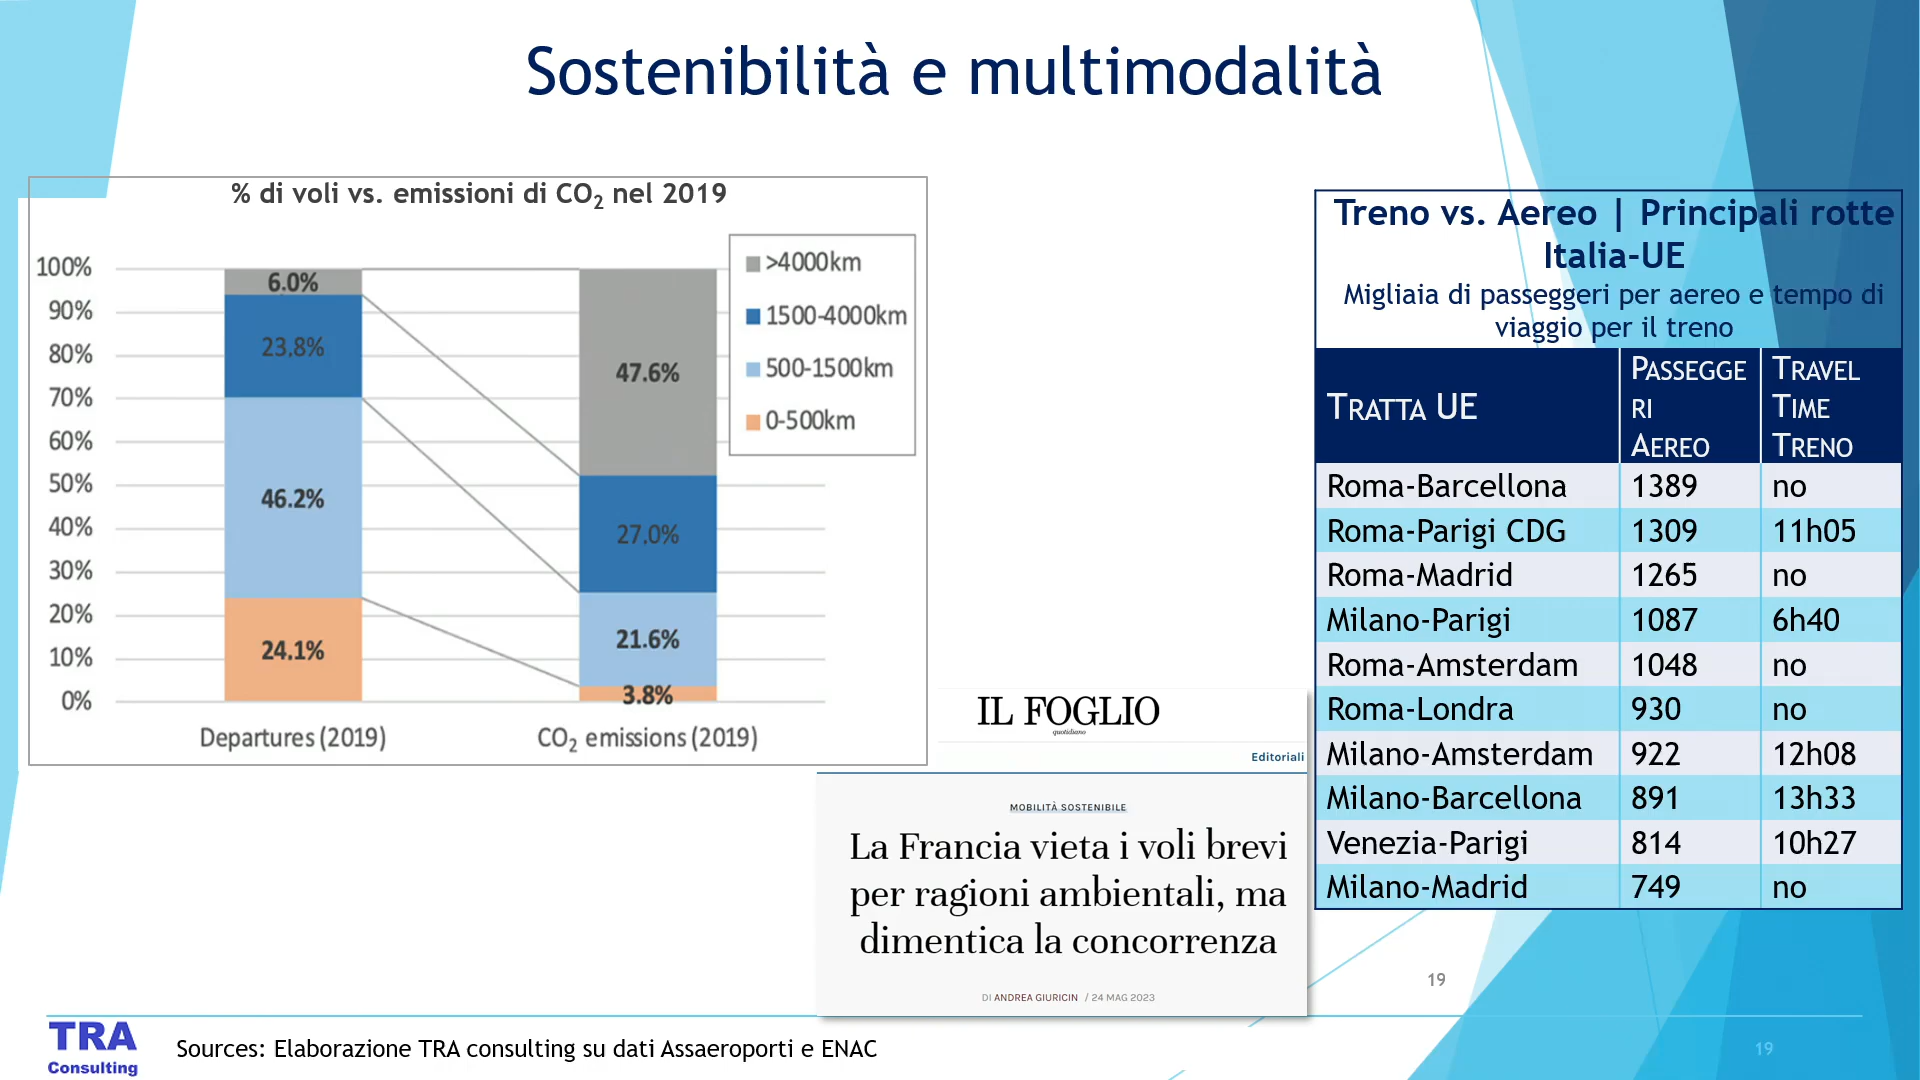 Sostenibilità e multimodalità
% di voli vs. emissioni di CO2 nel 2019
100%
90%
80%
70%
60%
50%
40%
30%
20%
10%
0%
6.0%
23.8%
46.2%
24.1%
47.6%
27.0%
21.6%
3.8%
Departures (2019)
CO2 emissions (2019)
>4000km
1500-4000km
500-1500km
0-500km
IL FOGLIO
quotidiano
Editoriali
MOBILITÀ SOSTENIBILE
La Francia vieta i voli brevi
per ragioni ambientali, ma
dimentica la concorrenza
DI ANDREA GIURICIN / 24 MAG 2023
Treno vs. Aereo | Principali rotte
Italia-UE
Migliaia di passeggeri per aereo e tempo di
viaggio per il treno
TRATTA UE
PASSEGGE
RI
AEREO
TRAVEL
TIME
TRENO
Roma-Barcellona 1389 no
Roma-Parigi CDG 1309 11h05
Roma-Madrid 1265 no
Milano-Parigi 1087 6h40
Roma-Amsterdam 1048 no
Roma-Londra 930 no
Milano-Amsterdam 922 12h08
Milano-Barcellona 891 13h33
Venezia-Parigi 814 10h27
Milano-Madrid 749 no
19
TRA
Consulting
Sources: Elaborazione TRA consulting su dati Assaeroporti e ENAC
19